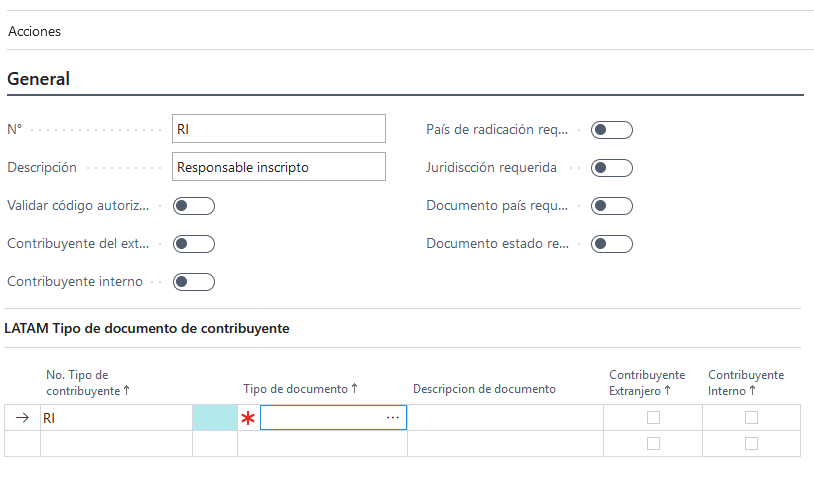 Acciones
General
N° RI
Descripción Responsable inscripto
Validar código autoriz...
Contribuyente del ext...
Contribuyente interno
País de radicación req...
Juridiscción requerida
Documento país requ...
Documento estado re...
LATAM Tipo de documento de contribuyente
No. Tipo de
contribuyente ↑
Tipo de documento ↑
Descripcion de documento
Contribuyente
Extranjero ↑
Contribuyente
Interno ↑
RI